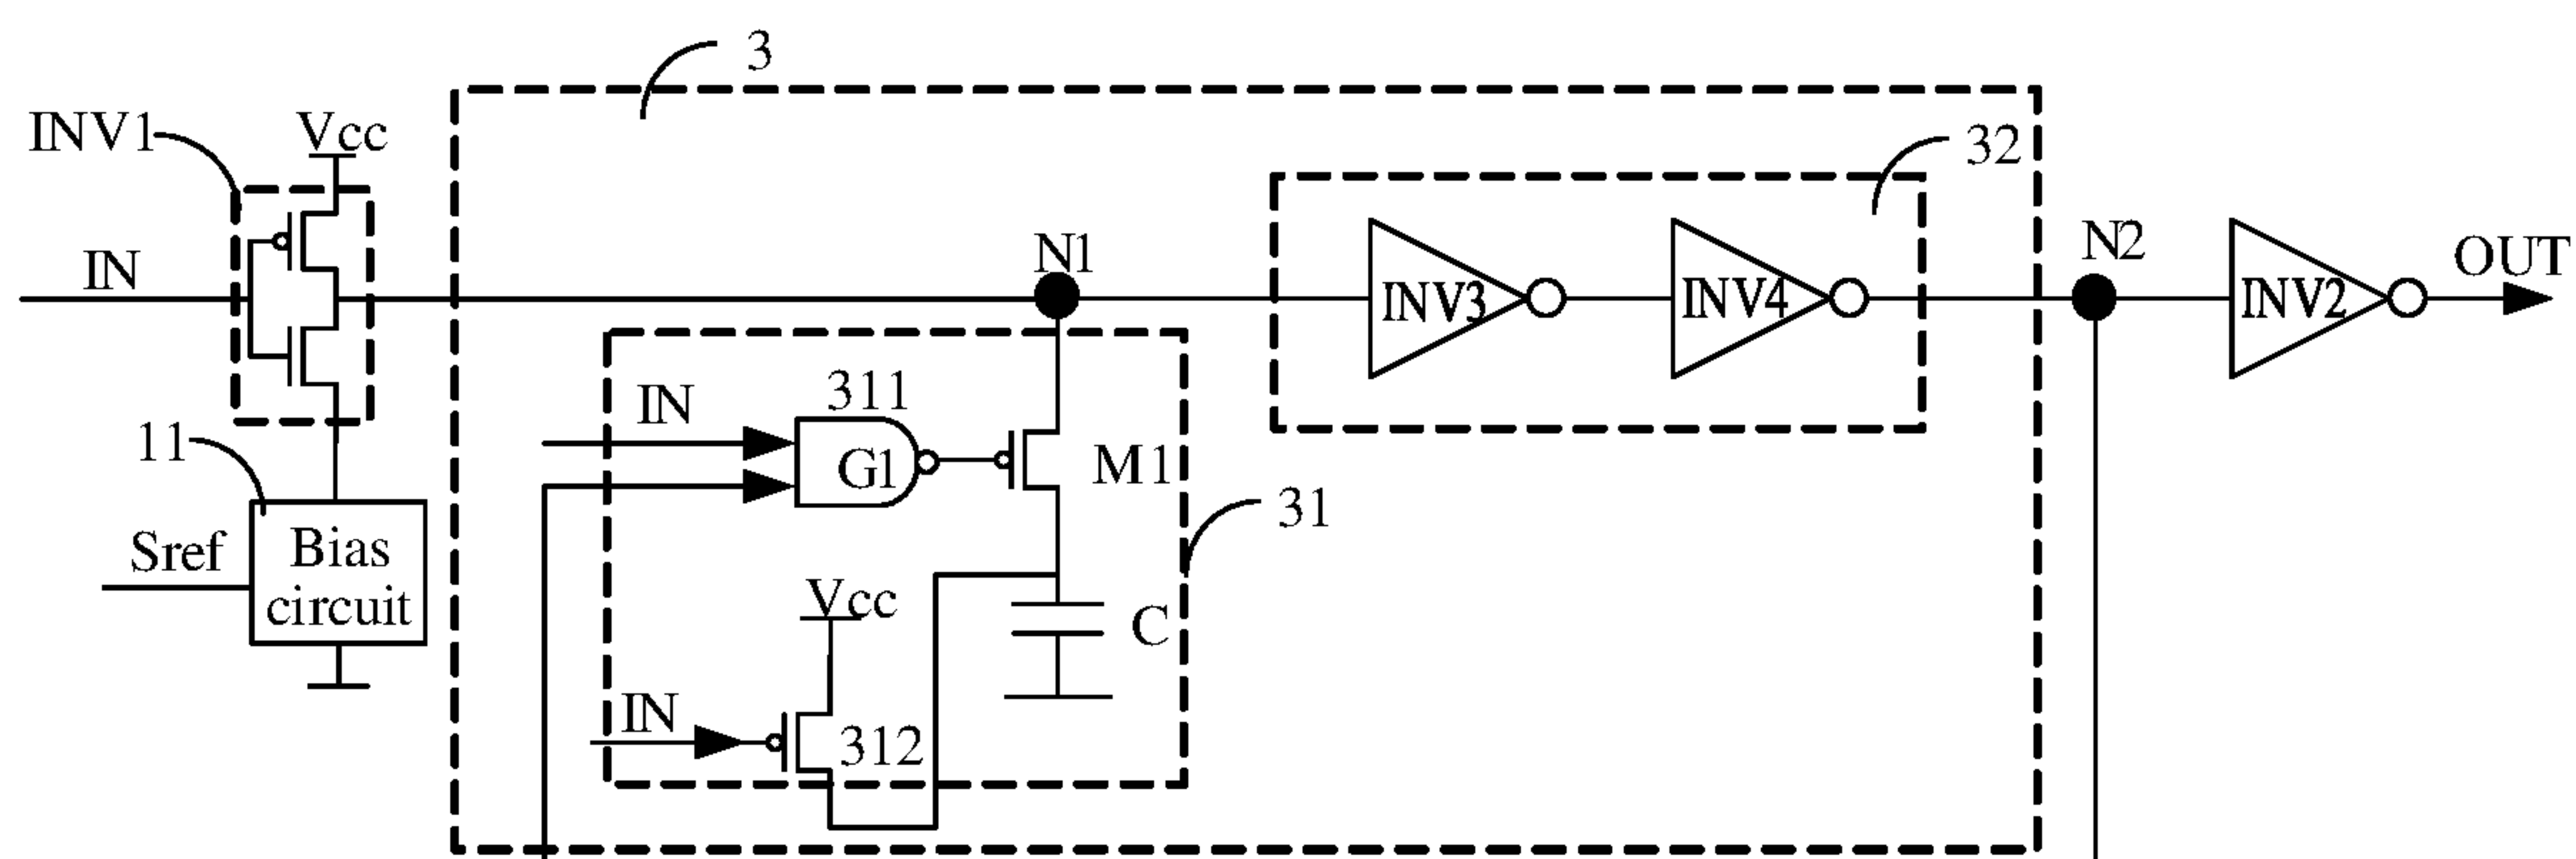 3
INV1
Vcc
32
IN
N1
N2
OUT
INV3
INV4
INV2
311
IN
G1
M1
11
31
Sref
Bias
circuit
Vcc
C
IN
312